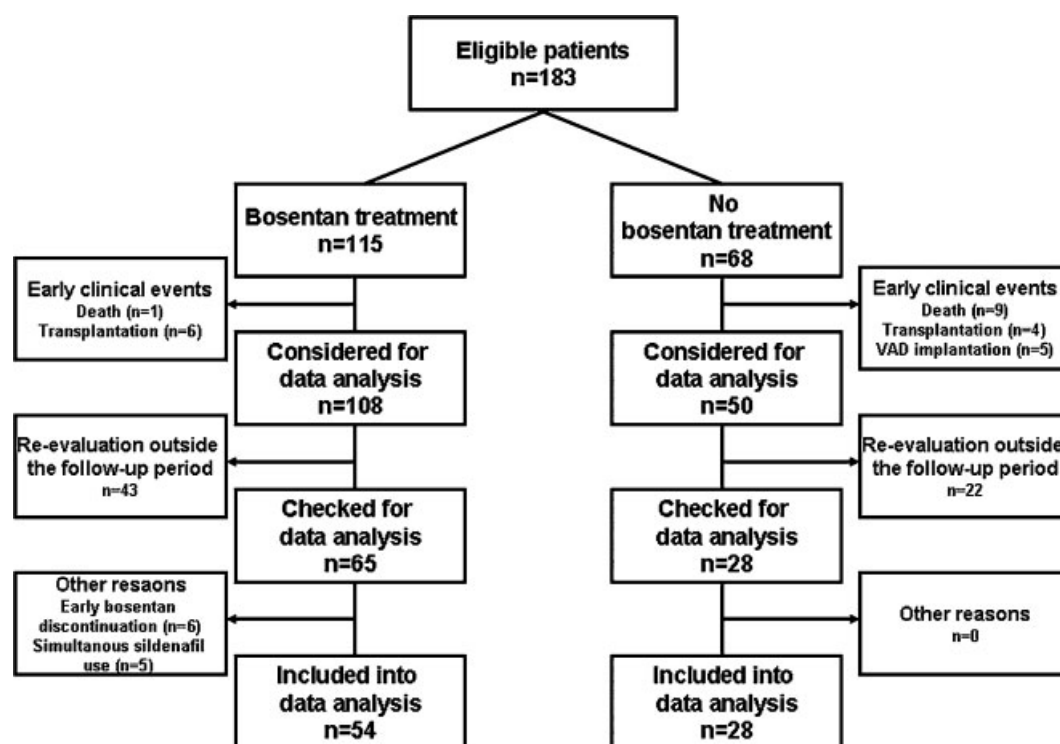 Eligible patients
n=183
Bosentan treatment
n=115
No
bosentan treatment
n=68
Early clinical events
Death (n=1)
Transplantation (n=6)
Early clinical events
Death (n=9)
Transplantation (n=4)
VAD implantation (n=5)
Considered for
data analysis
n=108
Considered for
data analysis
n=50
Re-evaluation outside
the follow-up period
n=43
Re-evaluation outside
the follow-up period
n=22
Checked for
data analysis
n=65
Checked for
data analysis
n=28
Other resaons
Early bosentan
discontinuation (n=6)
Simultanous sildenafil
use (n=5)
Other reasons
n=0
Included into
data analysis
n=54
Included into
data analysis
n=28